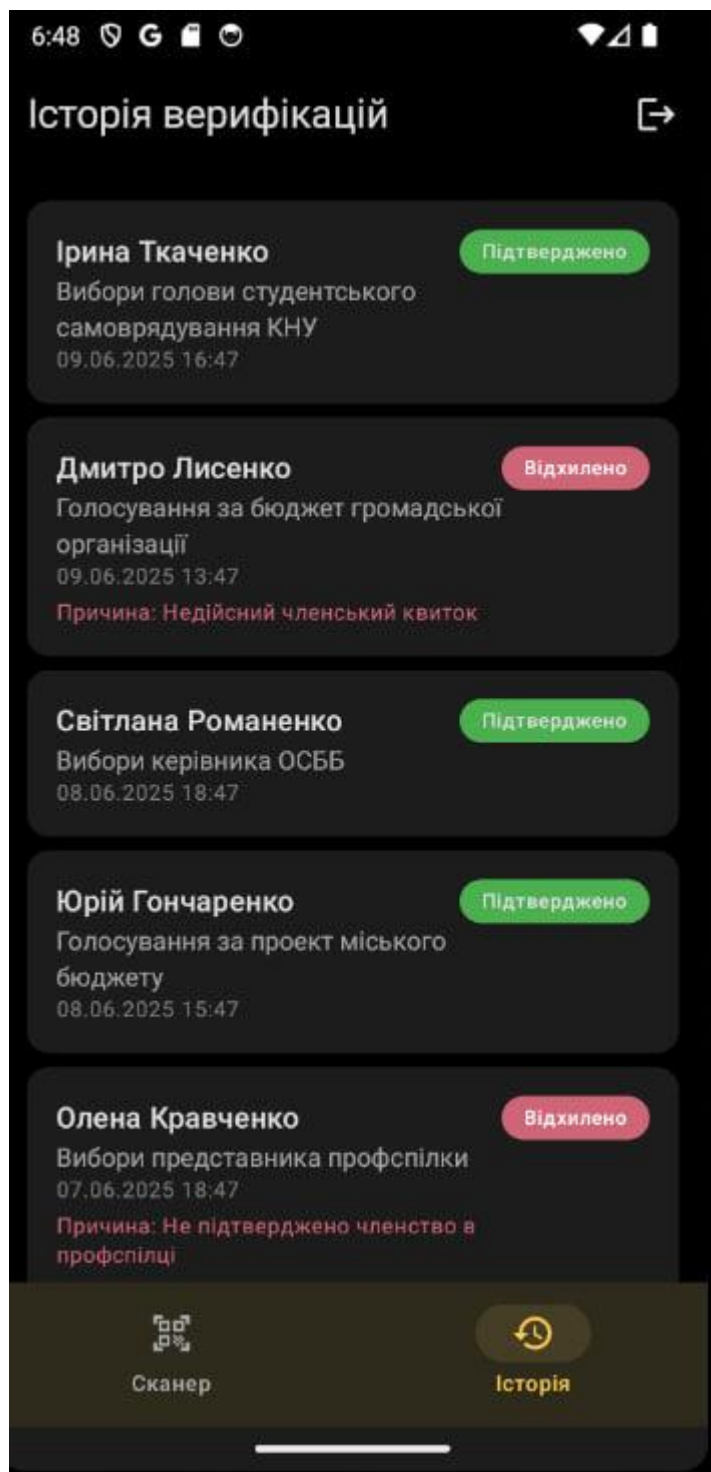 6:48
Історія верифікацій
Ірина Ткаченко
Підтверджено
Вибори голови студентського
самоврядування КНУ
09.06.2025 16:47
Дмитро Лисенко
Відхилено
Голосування за бюджет громадської
організації
09.06.2025 13:47
Причина: Недійсний членський квиток
Світлана Романенко
Підтверджено
Вибори керівника ОСББ
08.06.2025 18:47
Юрій Гончаренко
Підтверджено
Голосування за проект міського
бюджету
08.06.2025 15:47
Олена Кравченко
Відхилено
Вибори представника профспілки
07.06.2025 18:47
Причина: Не підтверджено членство в
профспілці
Сканер
Історія